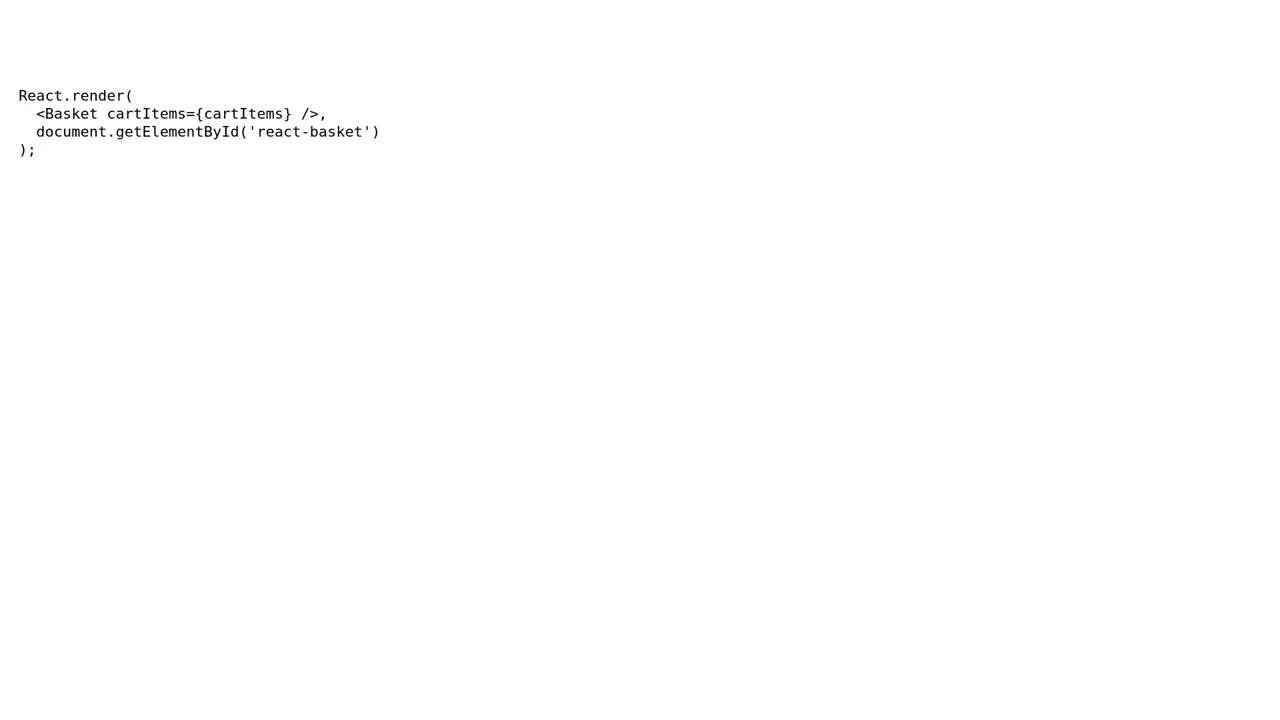 React.render(
  <Basket cartItems={cartItems} />,
  document.getElementById('react-basket')
);